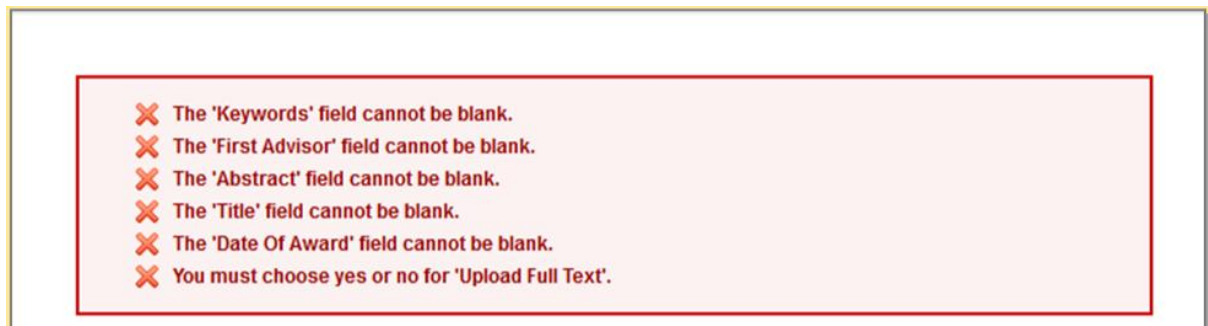 The 'Keywords' field cannot be blank.
The 'First Advisor' field cannot be blank.
The 'Abstract' field cannot be blank.
The 'Title' field cannot be blank.
The 'Date Of Award' field cannot be blank.
You must choose yes or no for 'Upload Full Text'.